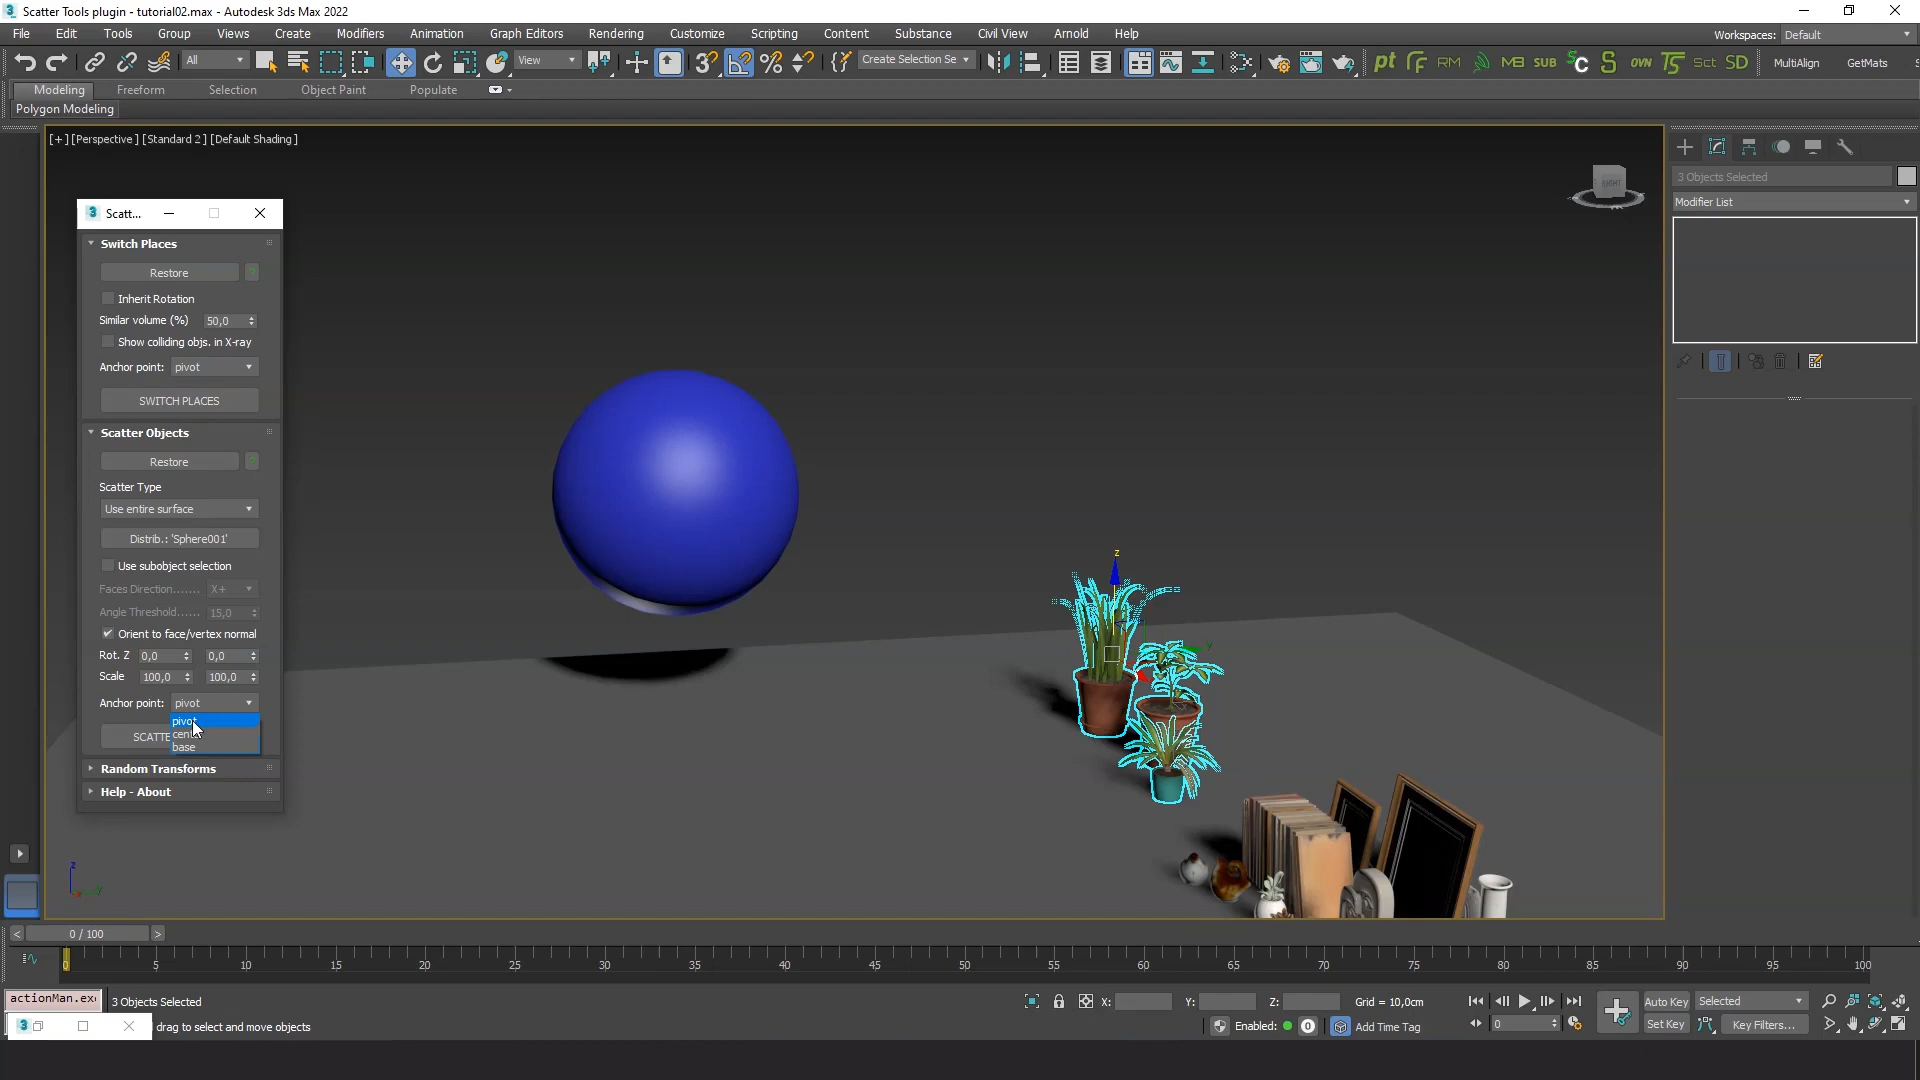 Scatter Tools plugin - tutorial02.max - Autodesk 3ds Max 2022
File Edit Tools Group Views Create Modifiers Animation Graph Editors Rendering Customize Scripting Content Substance Civil View Arnold Help
Workspaces: Default
All View Create Selection Se pt RM MB SUB OVN TS Sct SD MultiAlign GetMats
Modeling Freeform Selection Object Paint Populate
Polygon Modeling
[+] [Perspective] [Standard 2] [Default Shading]
RIGHT
3 Objects Selected
Modifier List
Scatt...
Switch Places
Restore ?
Inherit Rotation
Similar volume (%) 50,0
Show colliding objs. in X-ray
Anchor point: pivot
SWITCH PLACES
Scatter Objects
Restore ?
Scatter Type
Use entire surface
Distrib.: 'Sphere001'
Use subobject selection
Faces Direction....... X+
Angle Threshold...... 15,0
Orient to face/vertex normal
Rot. Z 0,0 0,0
Scale 100,0 100,0
Anchor point: pivot
pivot
base
Random Transforms
Help - About
z
y
z
y
0 / 100
0 5 10 15 20 25 30 35 40 45 50 55 60 65 70 75 80 85 90 95 100
3 Objects Selected
X: Y: Z: Grid = 10,0cm
Auto Key Selected
drag to select and move objects
Enabled: 0 Add Time Tag
0
Set Key Key Filters...